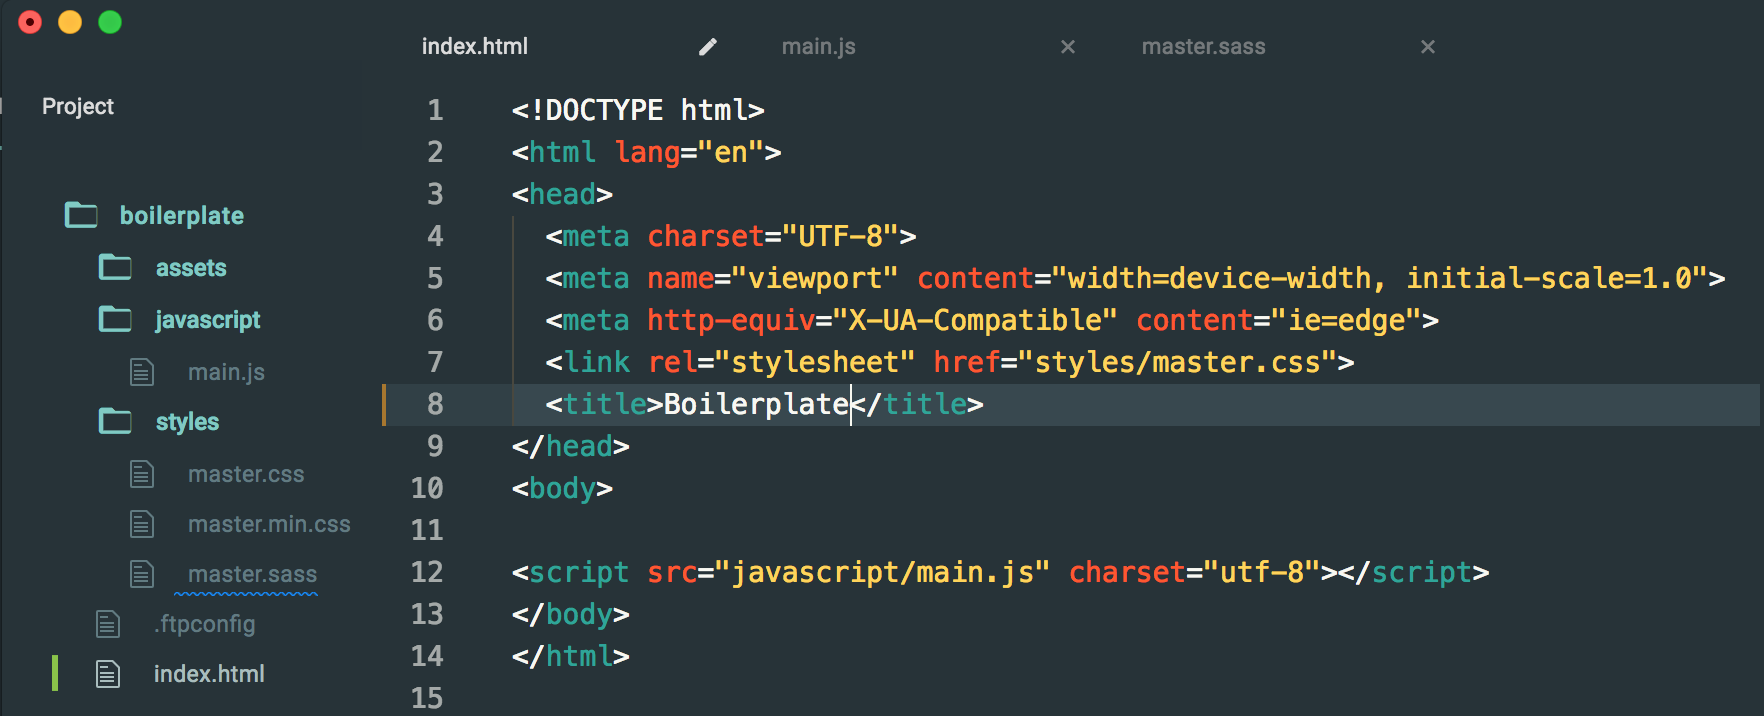 index.html main.js master.sass
Project
boilerplate
assets
javascript
main.js
styles
master.css
master.min.css
master.sass
.ftpconfig
index.html
1 <!DOCTYPE html>
2 <html lang="en">
3 <head>
4   <meta charset="UTF-8">
5   <meta name="viewport" content="width=device-width, initial-scale=1.0">
6   <meta http-equiv="X-UA-Compatible" content="ie=edge">
7   <link rel="stylesheet" href="styles/master.css">
8   <title>Boilerplate</title>
9 </head>
10 <body>
11
12 <script src="javascript/main.js" charset="utf-8"></script>
13 </body>
14 </html>
15